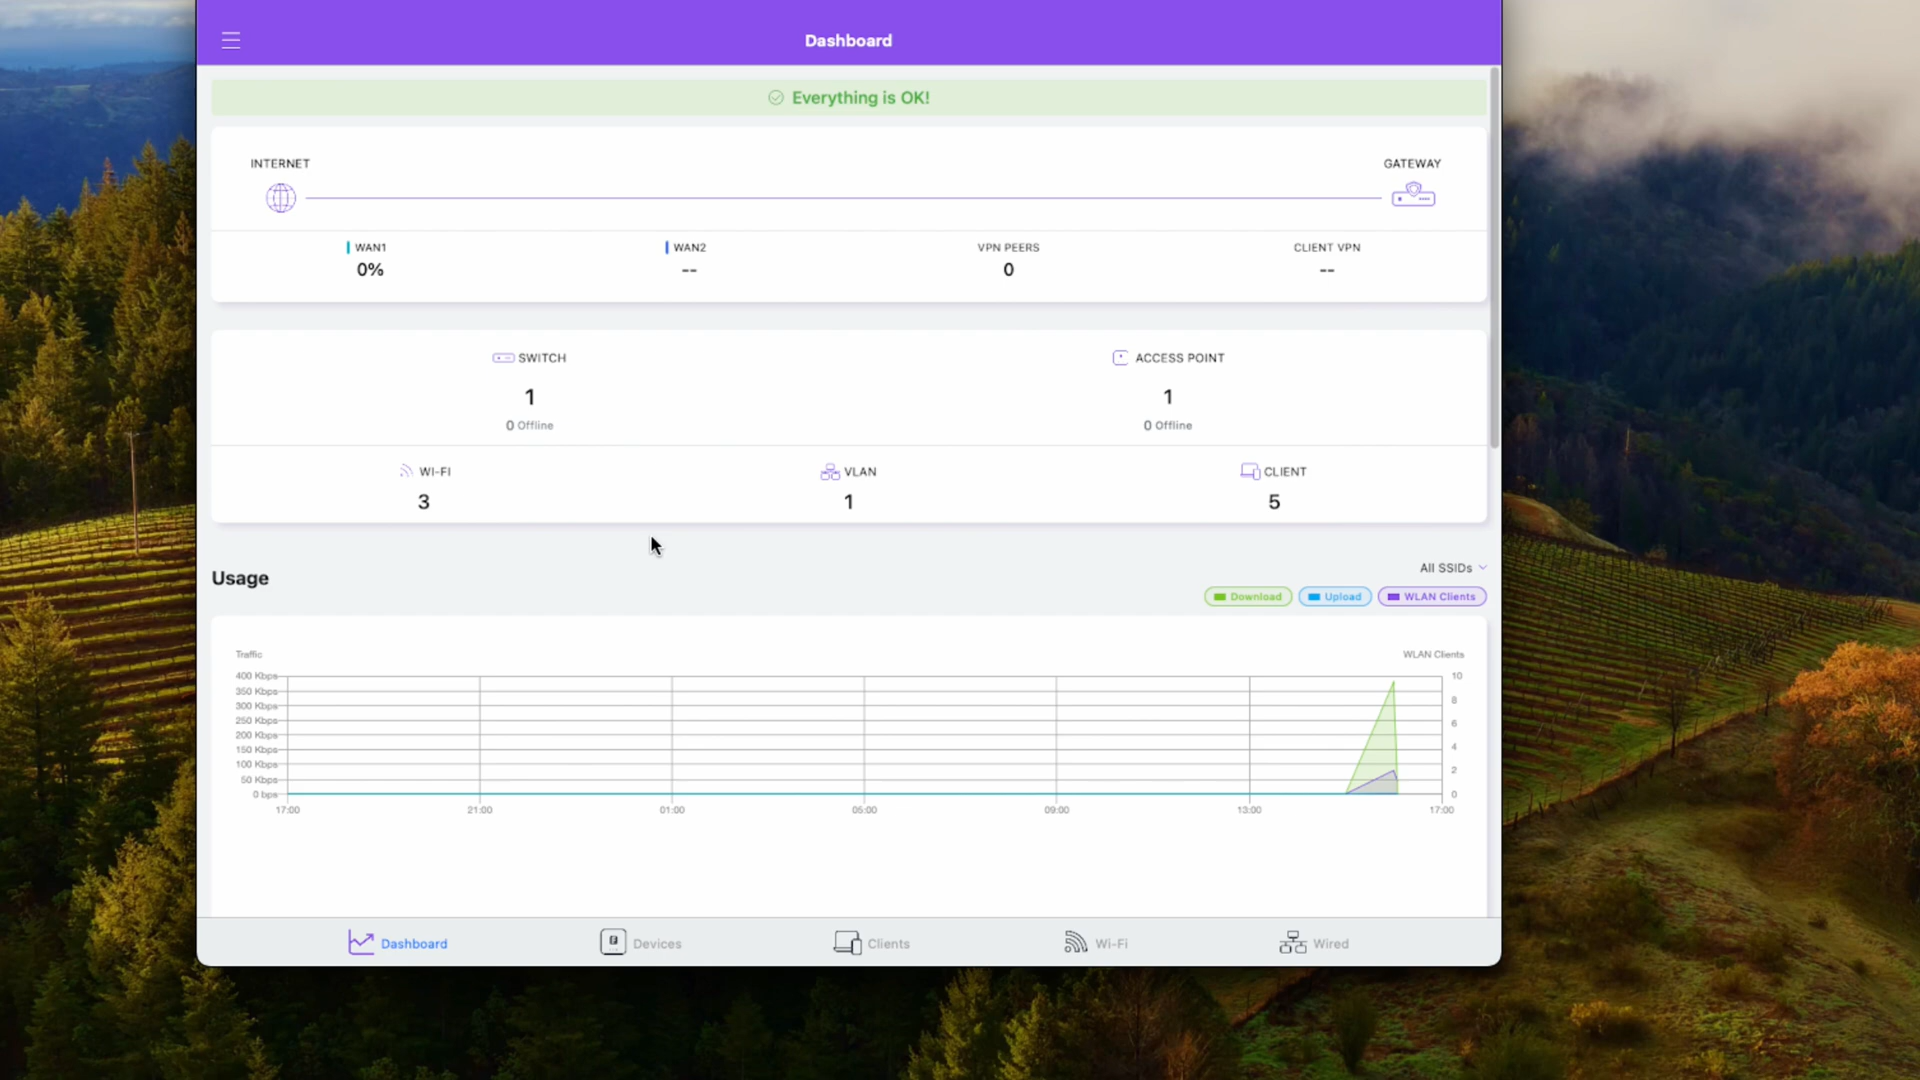 Dashboard
Everything is OK!
INTERNET
GATEWAY
WAN1
WAN2
VPN PEERS
CLIENT VPN
0%
--
0
--
SWITCH
ACCESS POINT
1
1
0 Offline
0 Offline
WI-FI
VLAN
CLIENT
3
1
5
Usage
All SSIDs
Download
Upload
WLAN Clients
Traffic
WLAN Clients
400 Kbps
350 Kbps
300 Kbps
250 Kbps
200 Kbps
150 Kbps
100 Kbps
50 Kbps
0 bps
10
8
6
4
2
0
17:00
21:00
01:00
05:00
09:00
13:00
17:00
Dashboard
Devices
Clients
Wi-Fi
Wired